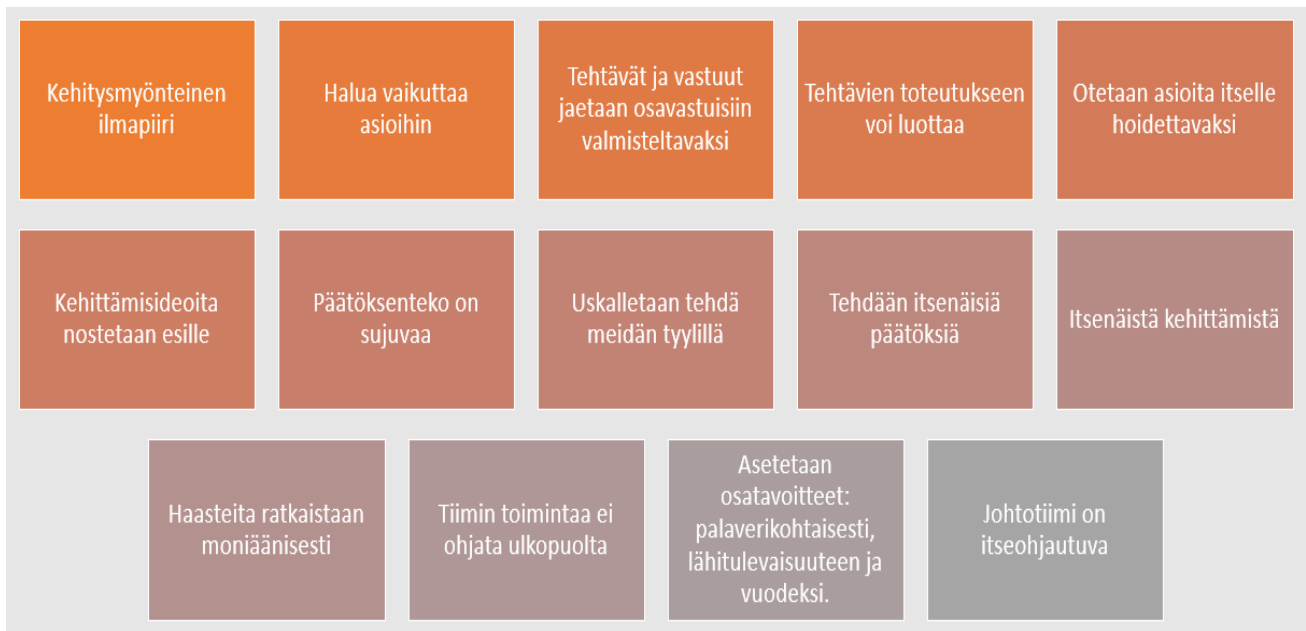 Kehitysmyönteinen
ilmapiiri
Halua vaikuttaa
asioihin
Tehtävät ja vastuut
jaetaan osavastuisiin
valmisteltavaksi
Tehtävien toteutukseen
voi luottaa
Otetaan asioita itselle
hoidettavaksi
Kehittämisideoita
nostetaan esille
Päätöksenteko on
sujuvaa
Uskalletaan tehdä
meidän tyylillä
Tehdään itsenäisiä
päätöksiä
Itsenäistä kehittämistä
Haasteita ratkaistaan
moniäänisesti
Tiimin toimintaa ei
ohjata ulkopuolta
Asetetaan
osatavoitteet:
palaverikohtaisesti,
lähitulevaisuuteen ja
vuodeksi.
Johtotiimi on
itseohjautuva